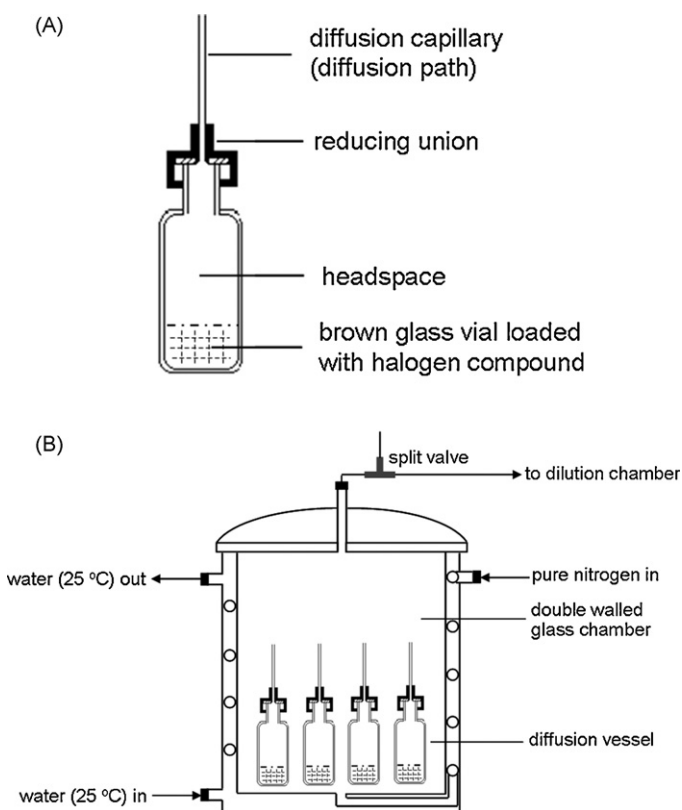 (A)
diffusion capillary
(diffusion path)
reducing union
headspace
brown glass vial loaded
with halogen compound
(B)
split valve
to dilution chamber
water (25 ºC) out
pure nitrogen in
double walled
glass chamber
diffusion vessel
water (25 ºC) in